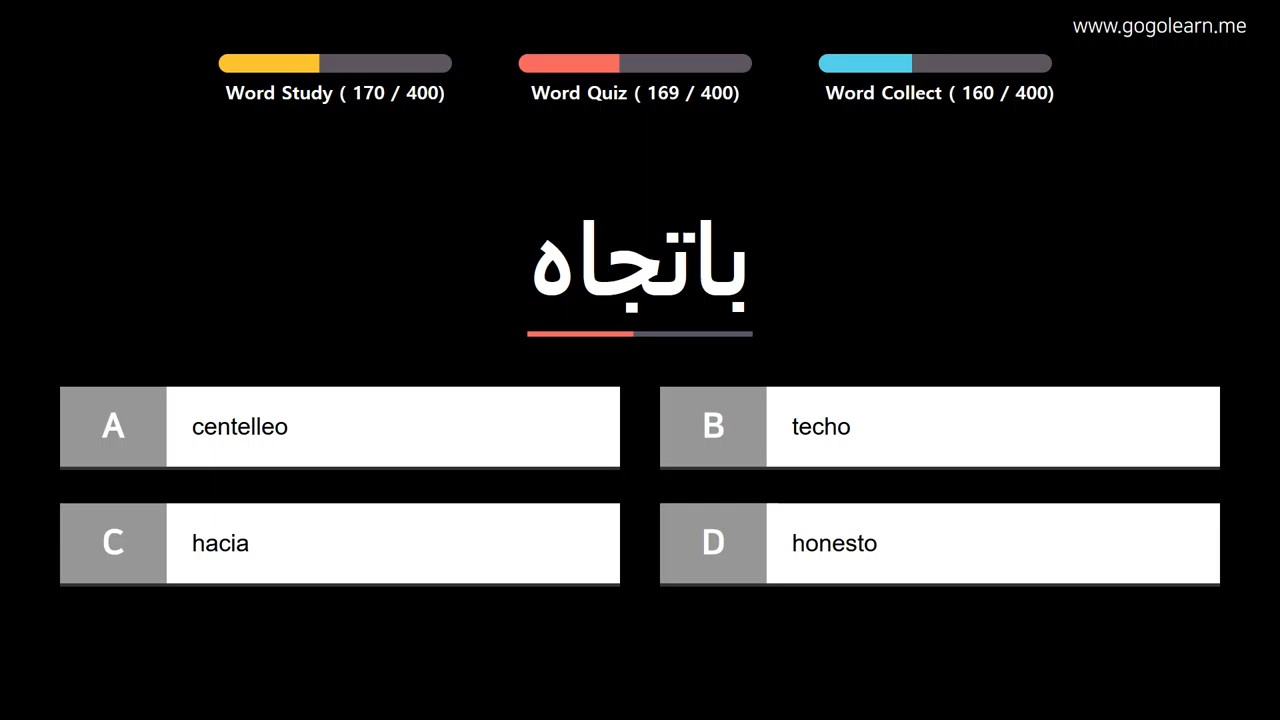 www.gogolearn.me
Word Study ( 170 / 400)
Word Quiz ( 169 / 400)
Word Collect ( 160 / 400)
باتجاه
A centelleo
B techo
C hacia
D honesto